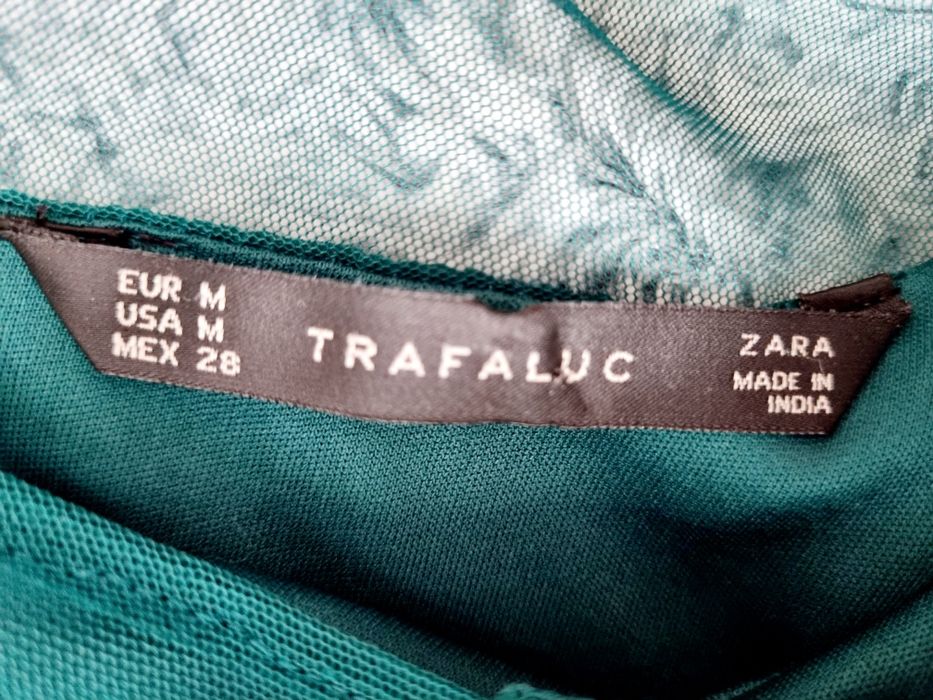 EUR M
USA M
MEX 28
TRAFALUC
ZARA
MADE IN
INDIA